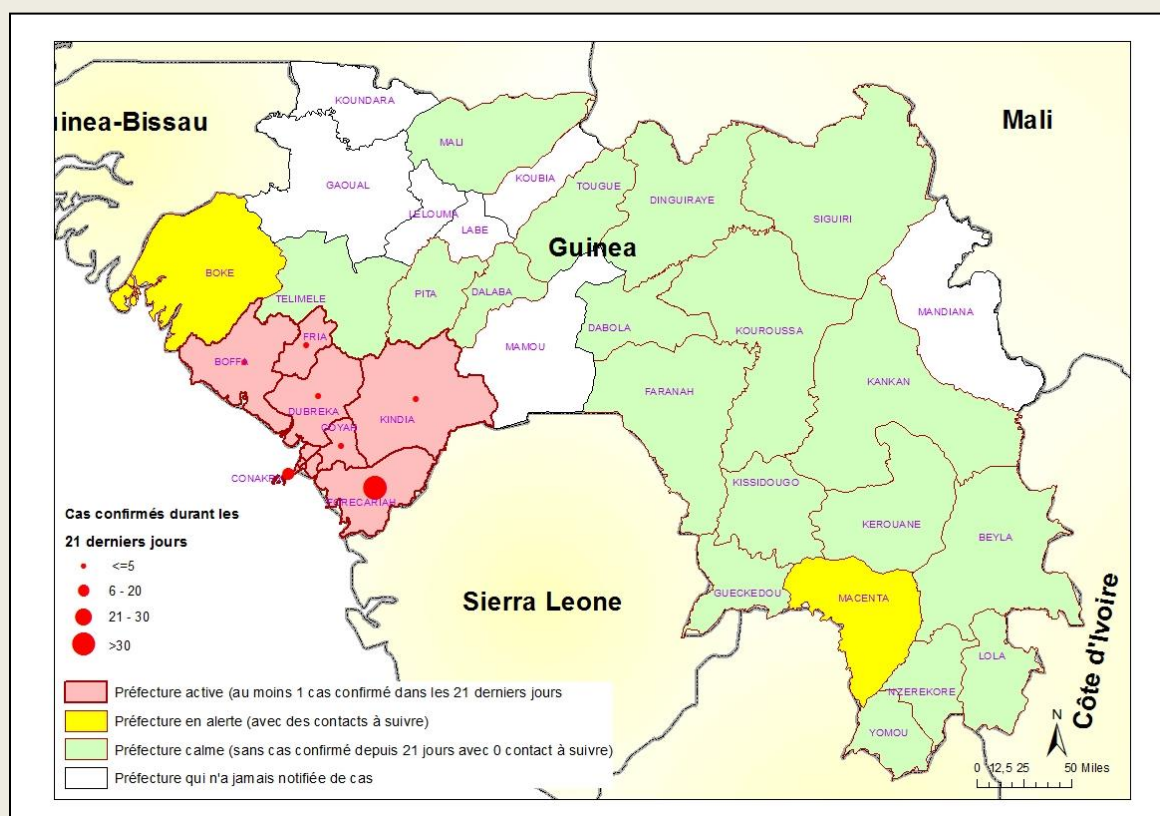 inea-Bissau
Mali
KOUNDARA
MALI
GAOUAL
KOUBIA
TOUGUE
DINGUIRAYE
SIGUIRI
LELOUMA
LABE
Guinea
BOKE
TELIMELE
PITA
DALABA
MANDIANA
DABOLA
KOUROUSSA
FRIA
MAMOU
BOFFA
KANKAN
FARANAH
DUBREKA
KINDIA
COYAH
CONAKRY
FORECARIAH
KISSIDOUGO
KEROUANE
BEYLA
Cas confirmés durant les
21 derniers jours
<=5
6 - 20
21 - 30
>30
Sierra Leone
GUECKEDOU
MACENTA
LOLA
N'ZEREKORE
YOMOU
Côte d'Ivoire
Préfecture active (au moins 1 cas confirmé dans les 21 derniers jours
Préfecture en alerte (avec des contacts à suivre)
Préfecture calme (sans cas confirmé depuis 21 jours avec 0 contact à suivre)
Préfecture qui n'a jamais notifiée de cas
N
0 12,5 25 50 Miles